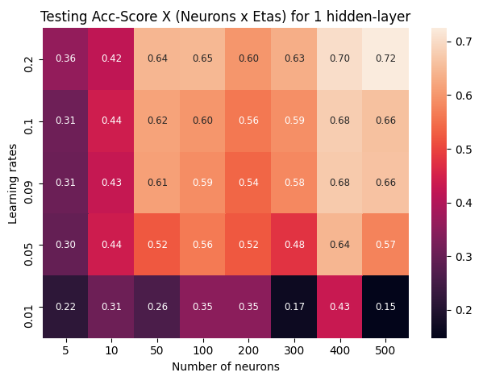 Testing Acc-Score X (Neurons x Etas) for 1 hidden-layer
Learning rates
0.2 0.36 0.42 0.64 0.65 0.60 0.63 0.70 0.72
0.1 0.31 0.44 0.62 0.60 0.56 0.59 0.68 0.66
0.09 0.31 0.43 0.61 0.59 0.54 0.58 0.68 0.66
0.05 0.30 0.44 0.52 0.56 0.52 0.48 0.64 0.57
0.01 0.22 0.31 0.26 0.35 0.35 0.17 0.43 0.15
5 10 50 100 200 300 400 500
Number of neurons
0.7
0.6
0.5
0.4
0.3
0.2